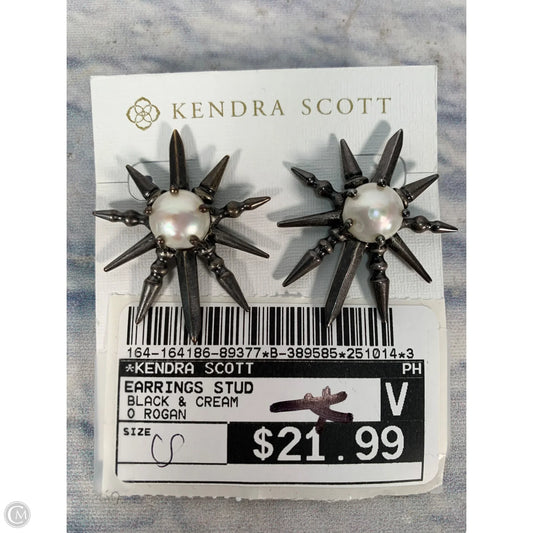 KENDRA SCOTT
164-164186-89377*B-389585*251014*3
*KENDRA SCOTT PH
EARRINGS STUD
BLACK & CREAM
O ROGAN
V
SIZE
$21.99